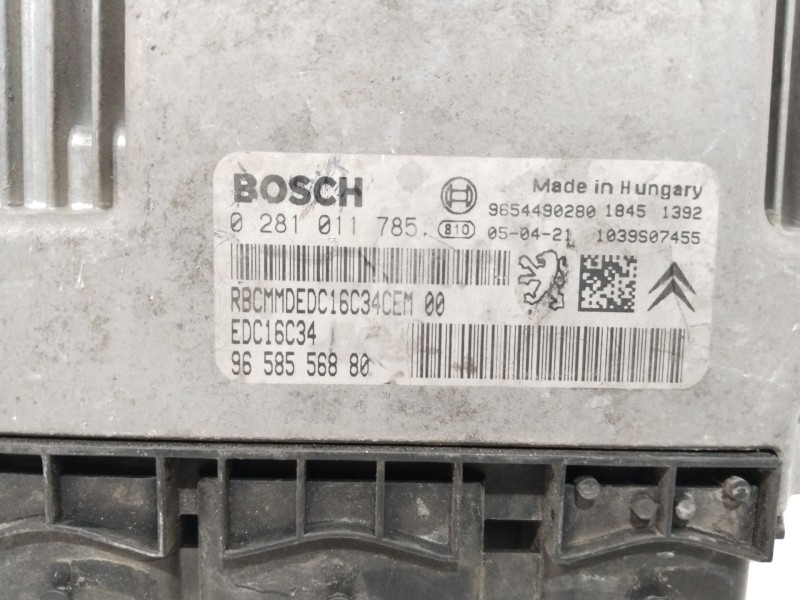 BOSCH
Made in Hungary
9654490280 1845 1392
0 281 011 785. 810 05-04-21 1039S07455
RBCMMDEDC16C34CEM 00
EDC16C34
96 585 568 80